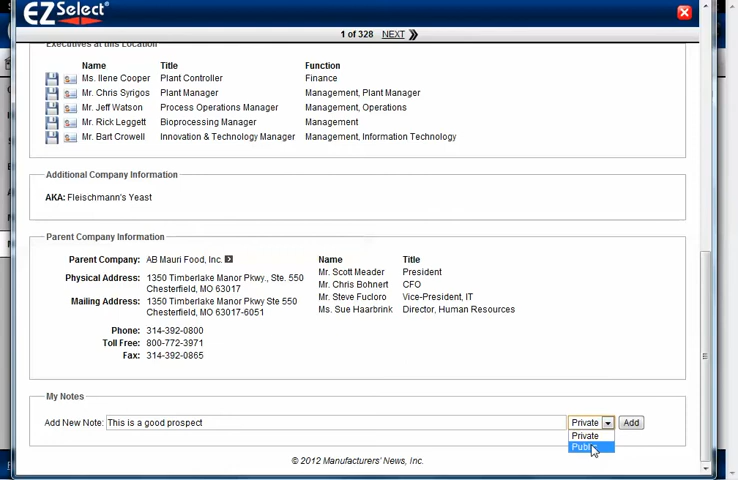 EZSelect®
1 of 328 NEXT
Executives at this Location
Name Title Function
Ms. Ilene Cooper Plant Controller Finance
Mr. Chris Syrigos Plant Manager Management, Plant Manager
Mr. Jeff Watson Process Operations Manager Management, Operations
Mr. Rick Leggett Bioprocessing Manager Management
Mr. Bart Crowell Innovation & Technology Manager Management, Information Technology
Additional Company Information
AKA: Fleischmann's Yeast
Parent Company Information
Parent Company: AB Mauri Food, Inc. Name Title
Physical Address: 1350 Timberlake Manor Pkwy., Ste. 550 Mr. Scott Meader President
Chesterfield, MO 63017 Mr. Chris Bohnert CFO
Mailing Address: 1350 Timberlake Manor Pkwy Ste 550 Mr. Steve Fucloro Vice-President, IT
Chesterfield, MO 63017-6051 Ms. Sue Haarbrink Director, Human Resources
Phone: 314-392-0800
Toll Free: 800-772-3971
Fax: 314-392-0865
My Notes
Add New Note: This is a good prospect Private Add
Private
Public
© 2012 Manufacturers' News, Inc.